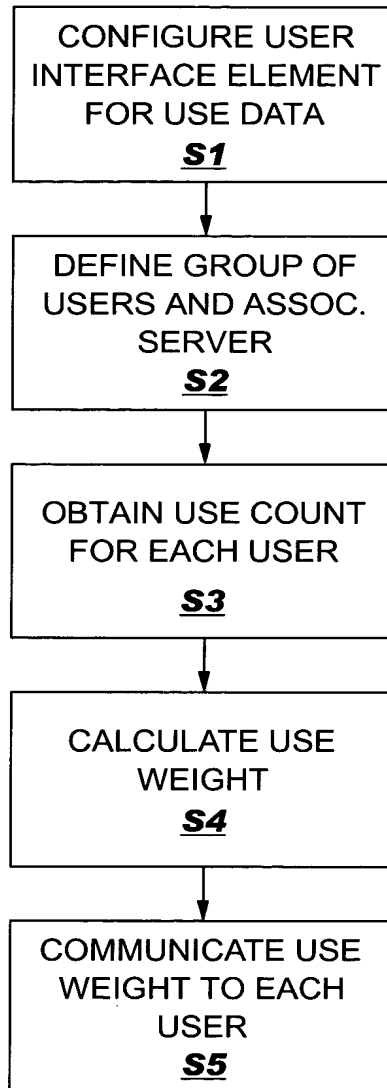 CONFIGURE USER
INTERFACE ELEMENT
FOR USE DATA
S1
DEFINE GROUP OF
USERS AND ASSOC.
SERVER
S2
OBTAIN USE COUNT
FOR EACH USER
S3
CALCULATE USE
WEIGHT
S4
COMMUNICATE USE
WEIGHT TO EACH
USER
S5